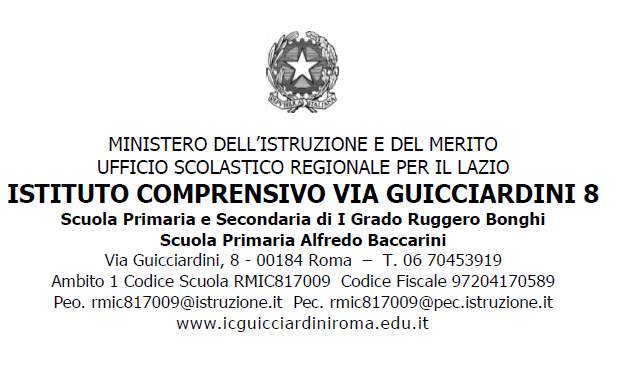 REPVBBLICA ITALIANA
MINISTERO DELL'ISTRUZIONE E DEL MERITO
UFFICIO SCOLASTICO REGIONALE PER IL LAZIO
ISTITUTO COMPRENSIVO VIA GUICCIARDINI 8
Scuola Primaria e Secondaria di I Grado Ruggero Bonghi
Scuola Primaria Alfredo Baccarini
Via Guicciardini, 8 - 00184 Roma – T. 06 70453919
Ambito 1 Codice Scuola RMIC817009 Codice Fiscale 97204170589
Peo. rmic817009@istruzione.it Pec. rmic817009@pec.istruzione.it
www.icguicciardiniroma.edu.it